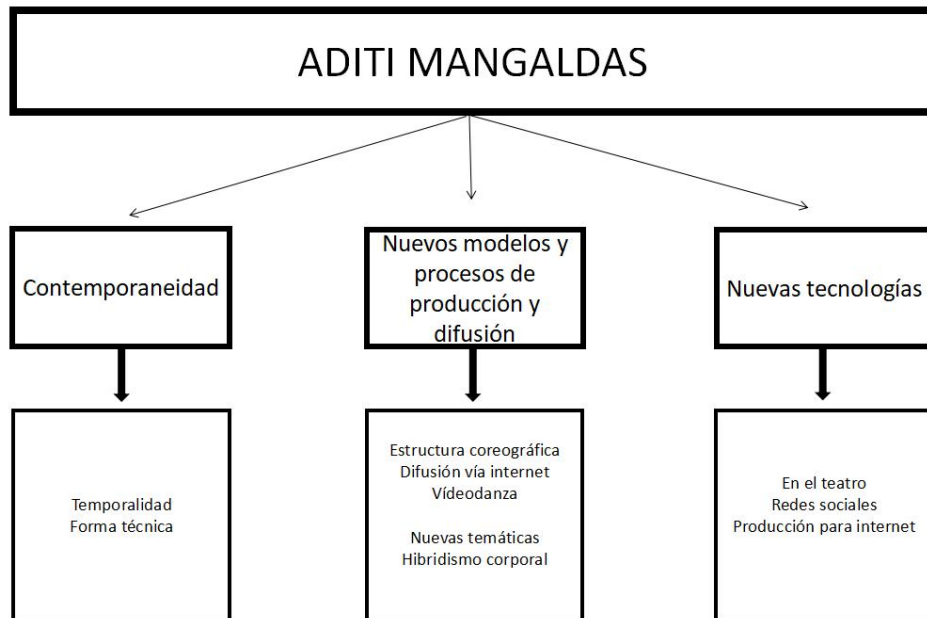 ADITI MANGALDAS
Contemporaneidad
Nuevos modelos y
procesos de
producción y
difusión
Nuevas tecnologías
Temporalidad
Forma técnica
Estructura coreográfica
Difusión vía internet
Vídeodanza
Nuevas temáticas
Hibridismo corporal
En el teatro
Redes sociales
Producción para internet